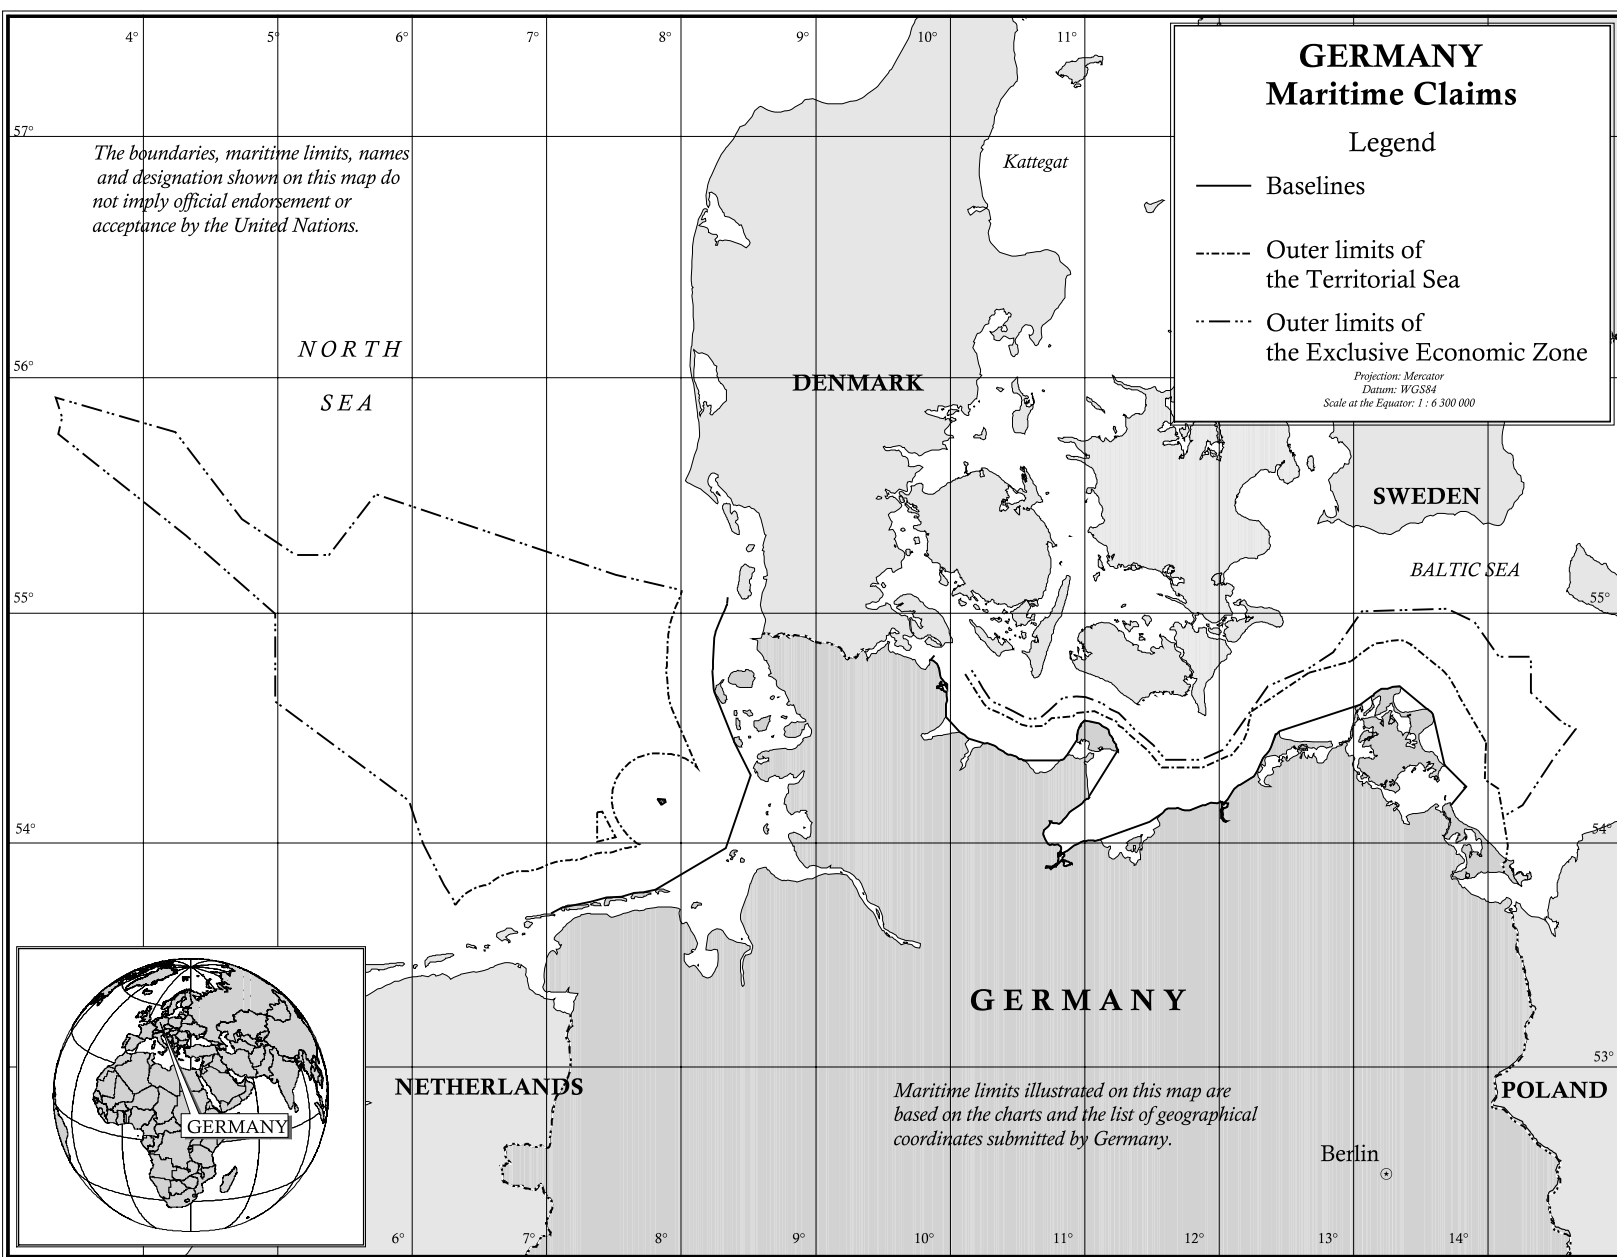 4° 5° 6° 7° 8° 9° 10° 11°
GERMANY
Maritime Claims
Legend
Baselines
Outer limits of
the Territorial Sea
Outer limits of
the Exclusive Economic Zone
Projection: Mercator
Datum: WGS84
Scale at the Equator: 1 : 6 300 000
57°
The boundaries, maritime limits, names
and designation shown on this map do
not imply official endorsement or
acceptance by the United Nations.
Kattegat
NORTH
SEA
56°
DENMARK
SWEDEN
BALTIC SEA
55°
55°
54°
54°
GERMANY
53°
NETHERLANDS
POLAND
Maritime limits illustrated on this map are
based on the charts and the list of geographical
coordinates submitted by Germany.
GERMANY
Berlin
6° 7° 8° 9° 10° 11° 12° 13° 14°